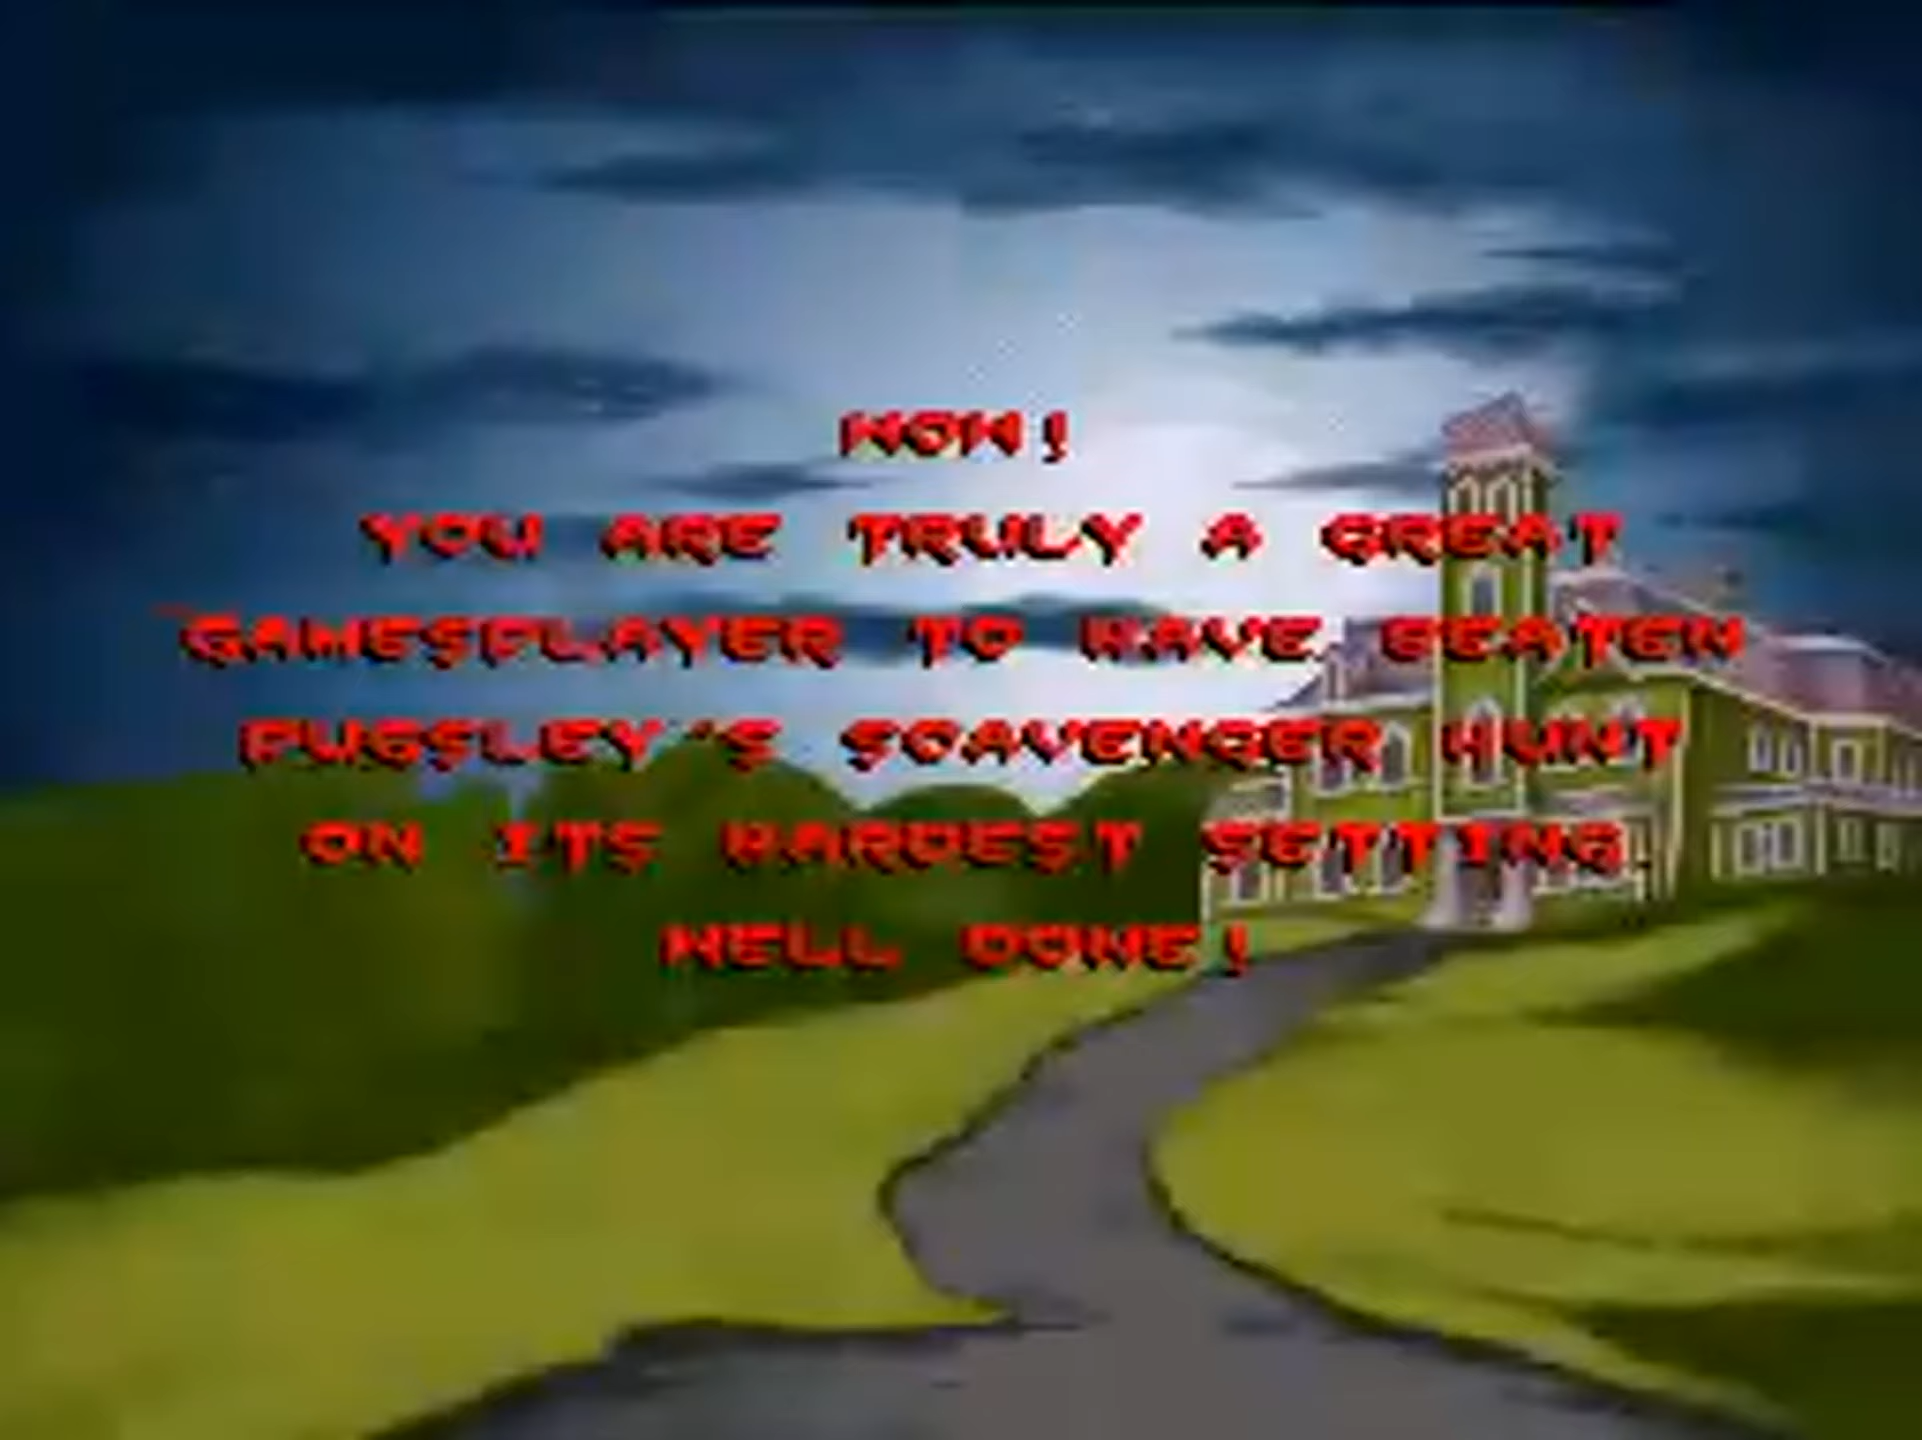 WOW!
YOU ARE TRULY A GREAT
GAMESPLAYER TO HAVE BEATEN
PUGSLEY'S SCAVENGER HUNT
ON ITS HARDEST SETTING.
WELL DONE!